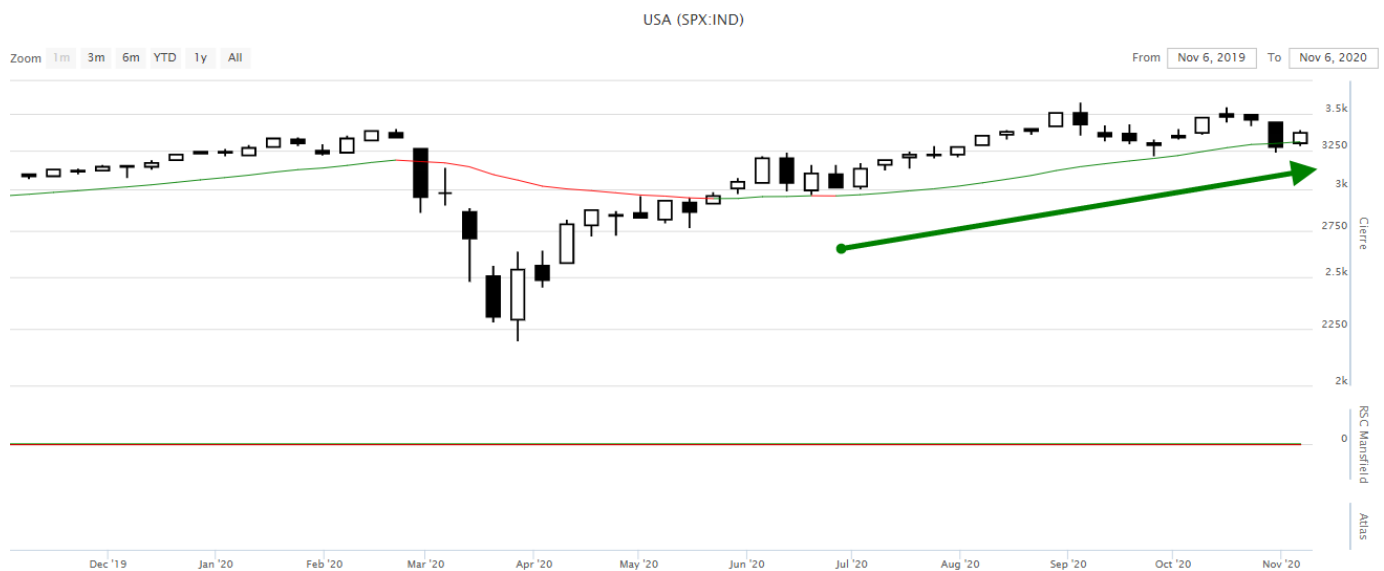 USA (SPX:IND)
Zoom 1m 3m 6m YTD 1y All
From Nov 6, 2019 To Nov 6, 2020
3.5k
3250
3k
2750
2.5k
2250
2k
Cierre
0
RSC Mansfield
Atlas
Dec '19 Jan '20 Feb '20 Mar '20 Apr '20 May '20 Jun '20 Jul '20 Aug '20 Sep '20 Oct '20 Nov '20